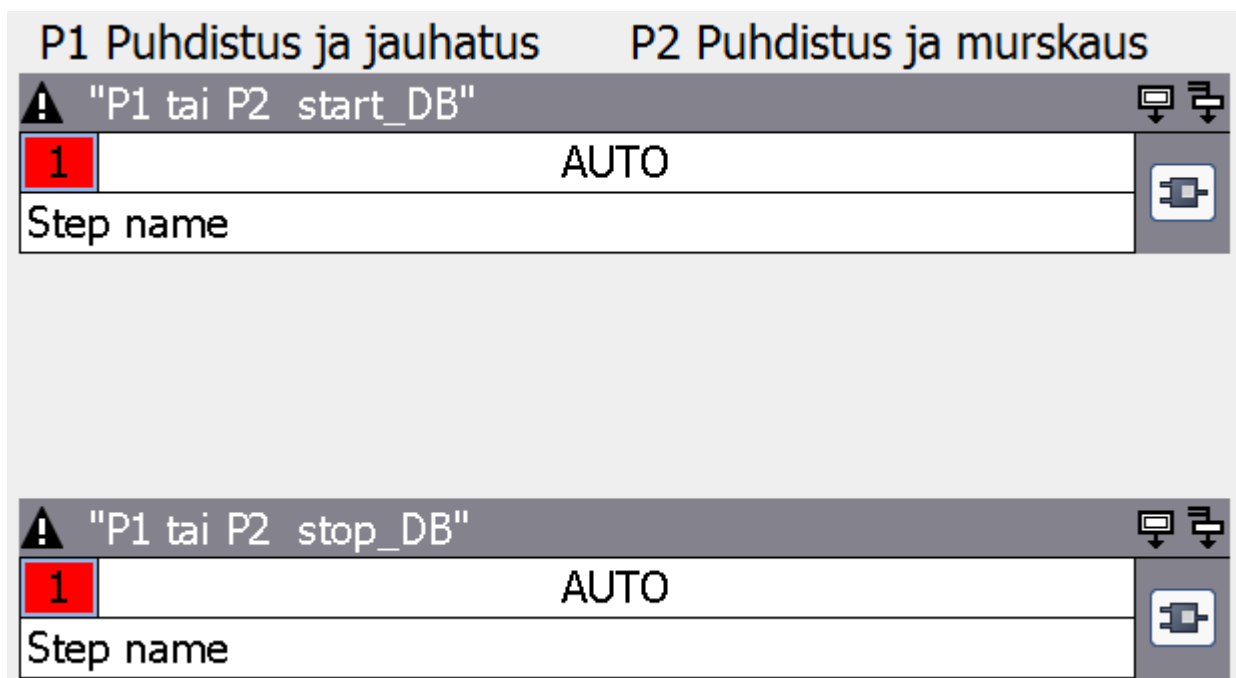 P1 Puhdistus ja jauhatus P2 Puhdistus ja murskaus
"P1 tai P2 start_DB"
1 AUTO
Step name
"P1 tai P2 stop_DB"
1 AUTO
Step name